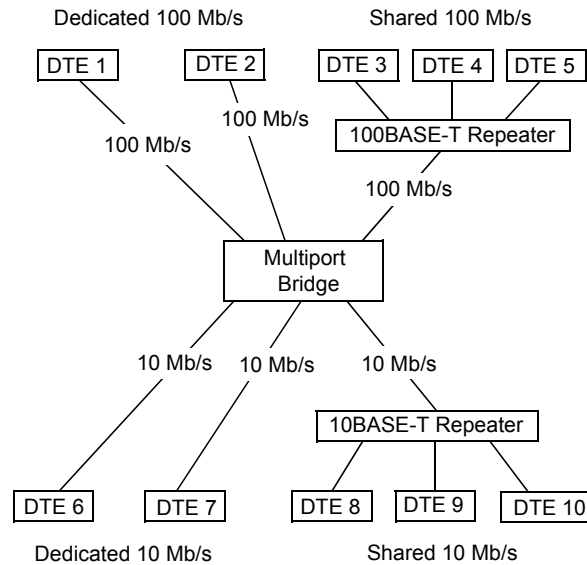 Dedicated 100 Mb/s
Shared 100 Mb/s
DTE 1
DTE 2
DTE 3
DTE 4
DTE 5
100 Mb/s
100 Mb/s
100BASE-T Repeater
100 Mb/s
Multiport
Bridge
10 Mb/s
10 Mb/s
10 Mb/s
10BASE-T Repeater
DTE 6
DTE 7
DTE 8
DTE 9
DTE 10
Dedicated 10 Mb/s
Shared 10 Mb/s